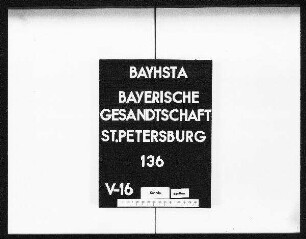 BAYHSTA
BAYERISCHE
GESANDTSCHAFT
ST.PETERSBURG
136
V-16